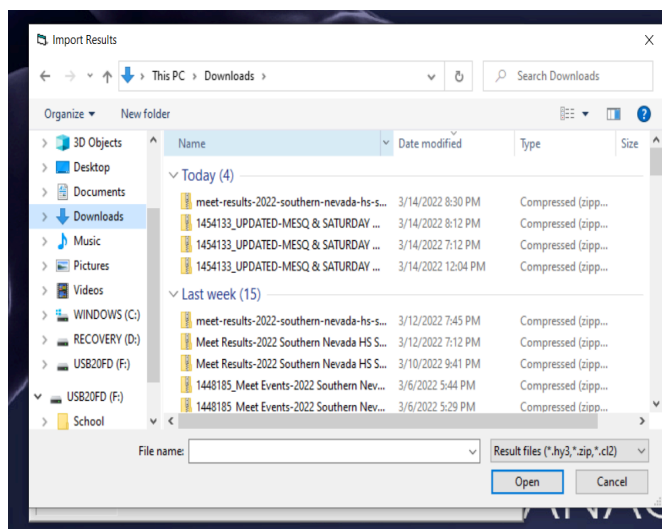 Import Results
This PC > Downloads >
Search Downloads
Organize
New folder
3D Objects
Desktop
Documents
Downloads
Music
Pictures
Videos
WINDOWS (C:)
RECOVERY (D:)
USB20FD (F:)
USB20FD (F:)
School
Name Date modified Type Size
Today (4)
meet-results-2022-southern-nevada-hs-s... 3/14/2022 8:30 PM Compressed (zipp...
1454133_UPDATED-MESQ & SATURDAY ... 3/14/2022 8:12 PM Compressed (zipp...
1454133_UPDATED-MESQ & SATURDAY ... 3/14/2022 7:12 PM Compressed (zipp...
1454133_UPDATED-MESQ & SATURDAY ... 3/14/2022 12:04 PM Compressed (zipp...
Last week (15)
meet-results-2022-southern-nevada-hs-s... 3/12/2022 7:45 PM Compressed (zipp...
Meet Results-2022 Southern Nevada HS S... 3/12/2022 7:12 PM Compressed (zipp...
Meet Results-2022 Southern Nevada HS S... 3/10/2022 9:41 PM Compressed (zipp...
1448185_Meet Events-2022 Southern Nev... 3/6/2022 5:44 PM Compressed (zipp...
1448185_Meet Events-2022 Southern Nev... 3/6/2022 5:29 PM Compressed (zipp...
File name:
Result files (*.hy3,*.zip,*.cl2)
Open
Cancel